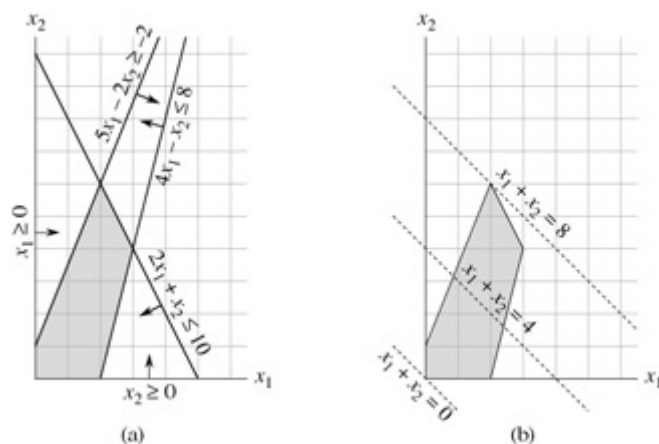 x₂
5x₁ – 2x₂ ≥ –2
4x₁ – x₂ ≤ 8
x₁ ≥ 0
2x₁ + x₂ ≤ 10
x₂ ≥ 0
x₁
(a)
x₂
x₁ + x₂ = 8
x₁ + x₂ = 4
x₁ + x₂ = 0
x₁
(b)